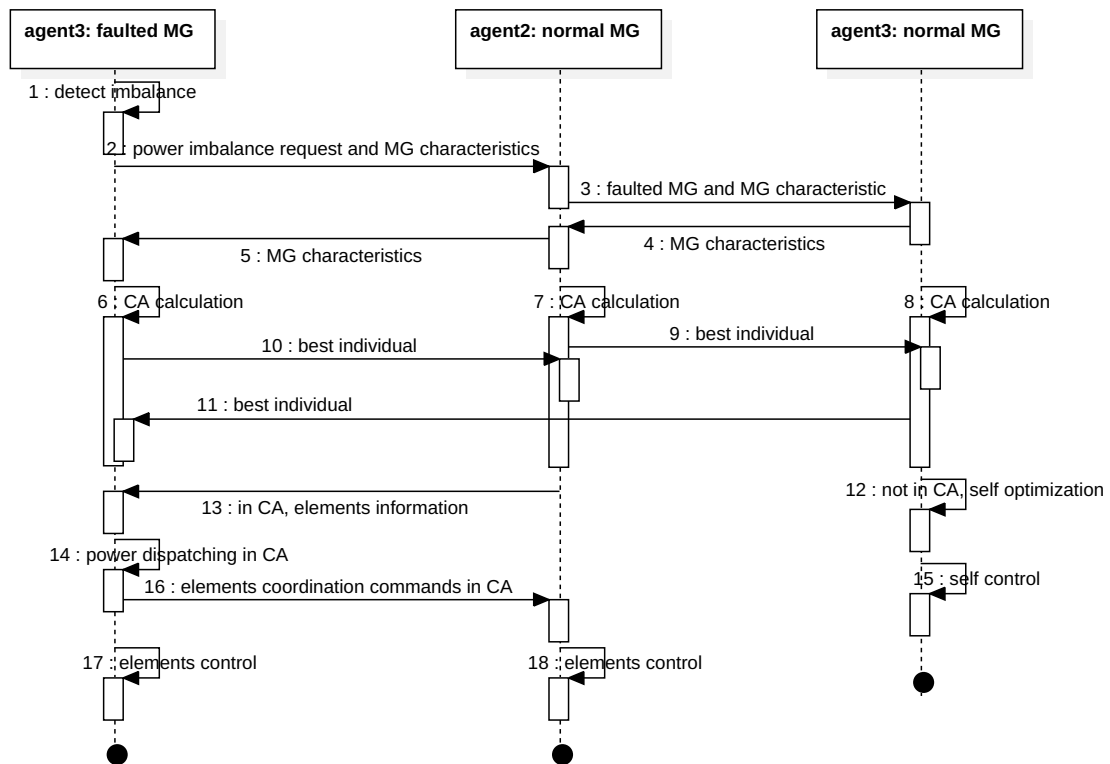 agent3: faulted MG
agent2: normal MG
agent3: normal MG
1 : detect imbalance
2 : power imbalance request and MG characteristics
3 : faulted MG and MG characteristic
4 : MG characteristics
5 : MG characteristics
6 : CA calculation
7 : CA calculation
8 : CA calculation
9 : best individual
10 : best individual
11 : best individual
12 : not in CA, self optimization
13 : in CA, elements information
14 : power dispatching in CA
15 : self control
16 : elements coordination commands in CA
17 : elements control
18 : elements control